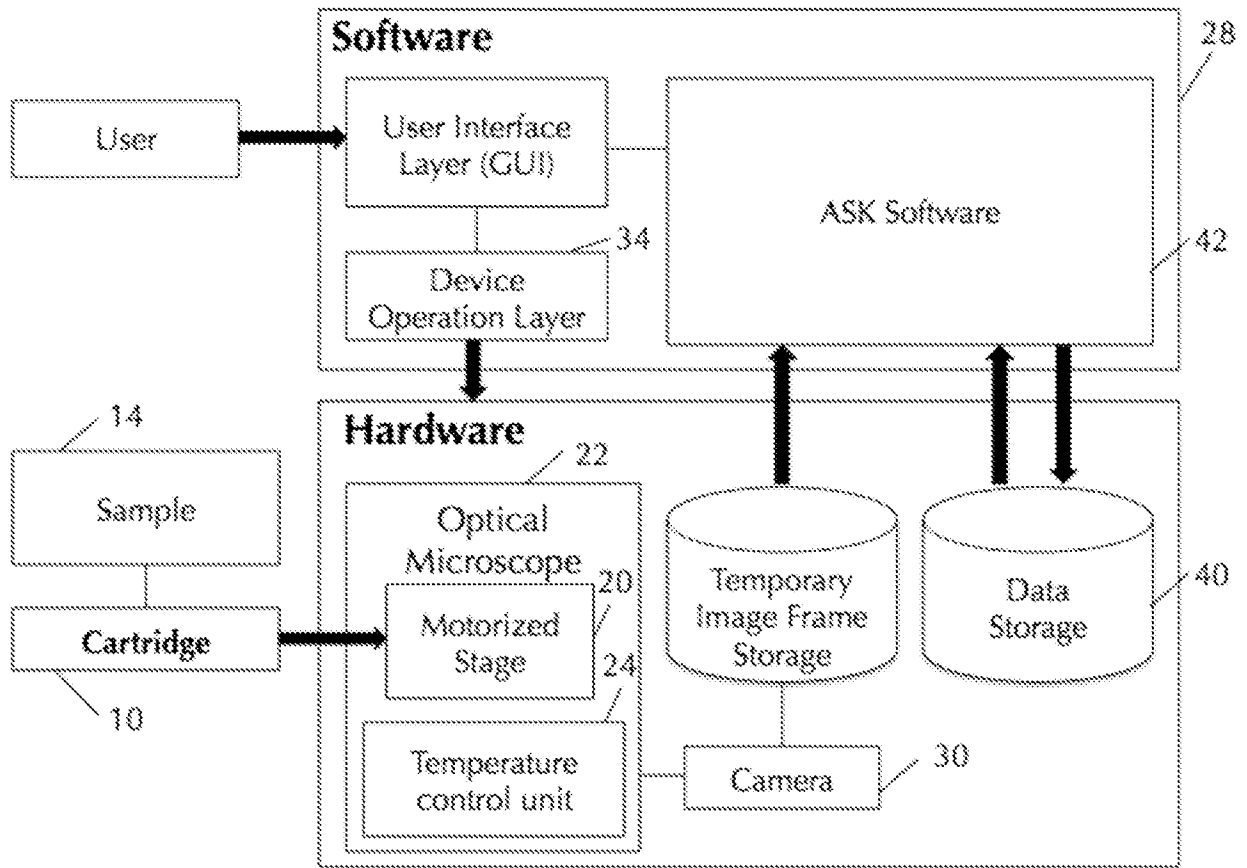 Software
28
User
User Interface
Layer (GUI)
ASK Software
34
42
Device
Operation Layer
14
Hardware
22
Sample
Optical
Microscope
20
Temporary
Image Frame
Storage
Data
Storage
40
Cartridge
Motorized
Stage
24
10
Temperature
control unit
Camera
30